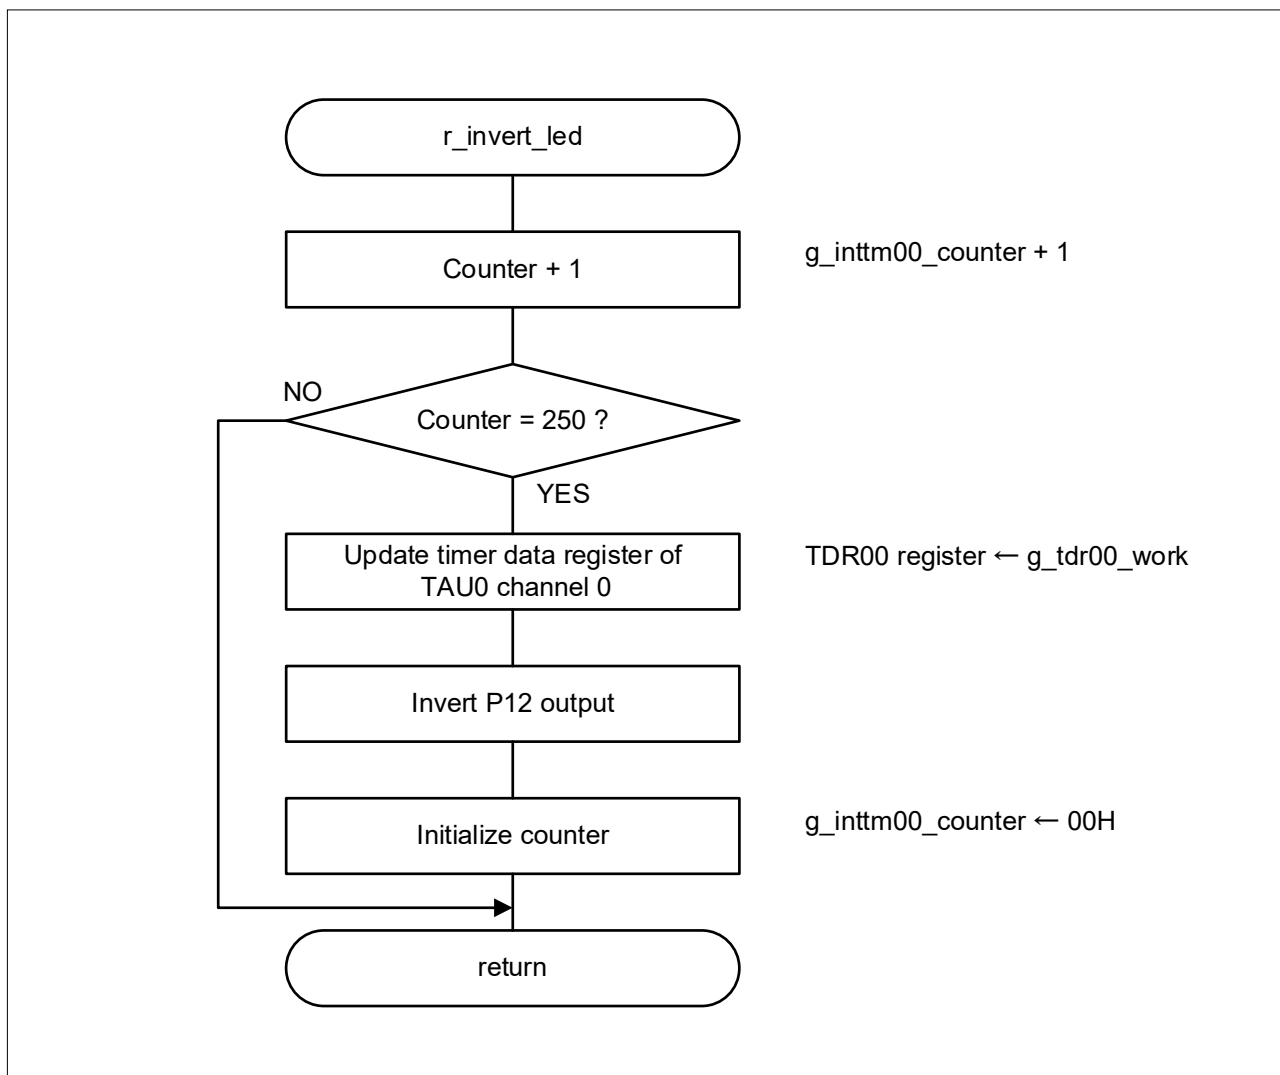 r_invert_led
Counter + 1
g_inttm00_counter + 1
NO
Counter = 250 ?
YES
Update timer data register of
TAU0 channel 0
TDR00 register ← g_tdr00_work
Invert P12 output
Initialize counter
g_inttm00_counter ← 00H
return